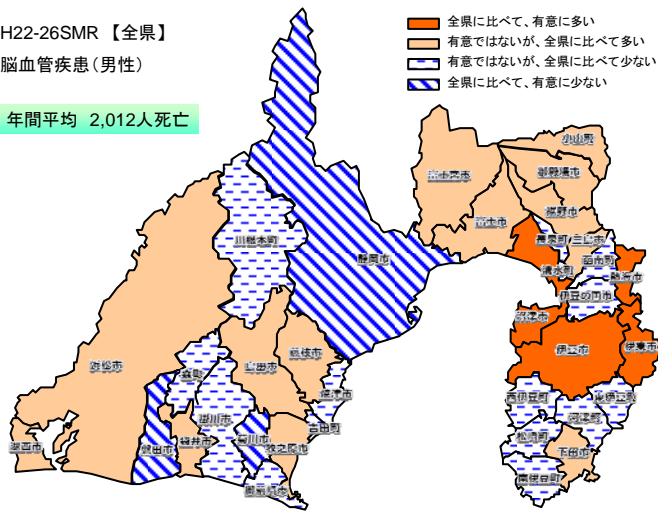 H22-26SMR 【全県】
脳血管疾患(男性)
年間平均 2,012人死亡
全県に比べて、有意に多い
有意ではないが、全県に比べて多い
有意ではないが、全県に比べて少ない
全県に比べて、有意に少ない
小山町
御殿場市
富士宮市
裾野市
富士市
長泉町
三島市
川根本町
静岡市
函南町
清水町
熱海市
伊豆の国市
沼津市
伊東市
伊豆市
藤枝市
島田市
浜松市
森町
焼津市
西伊豆町
東伊豆町
河津町
掛川市
吉田町
松崎町
菊川市
袋井市
磐田市
牧之原市
湖西市
下田市
南伊豆町
御前崎市